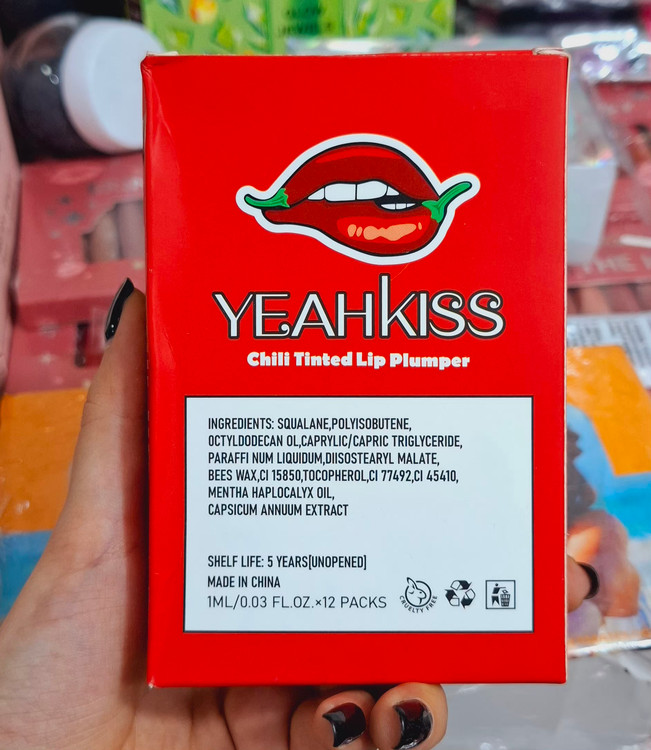 YEAHKISS
Chili Tinted Lip Plumper
INGREDIENTS: SQUALANE,POLYISOBUTENE,
OCTYLDODECAN OL,CAPRYLIC/CAPRIC TRIGLYCERIDE,
PARAFFI NUM LIQUIDUM,DIISOSTEARYL MALATE,
BEES WAX,CI 15850,TOCOPHEROL,CI 77492,CI 45410,
MENTHA HAPLOCALYX OIL,
CAPSICUM ANNUUM EXTRACT
SHELF LIFE: 5 YEARS[UNOPENED]
MADE IN CHINA
1ML/0.03 FL.OZ.×12 PACKS
CRUELTY FREE